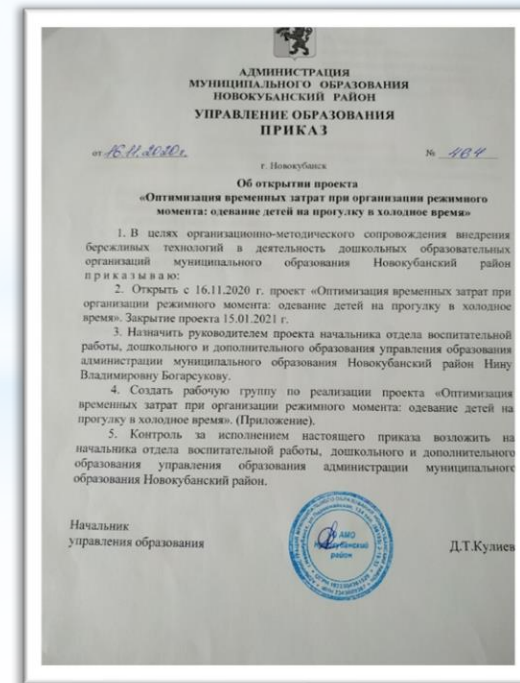 АДМИНИСТРАЦИЯ
МУНИЦИПАЛЬНОГО ОБРАЗОВАНИЯ
НОВОКУБАНСКИЙ РАЙОН
УПРАВЛЕНИЕ ОБРАЗОВАНИЯ
ПРИКАЗ
от 16.11.2020г. № 484
г. Новокубанск
Об открытии проекта
«Оптимизация временных затрат при организации режимного
момента: одевание детей на прогулку в холодное время»
1. В целях организационно-методического сопровождения внедрения
бережливых технологий в деятельность дошкольных образовательных
организаций муниципального образования Новокубанский район
п р и к а з ы в а ю:
2. Открыть с 16.11.2020 г. проект «Оптимизация временных затрат при
организации режимного момента: одевание детей на прогулку в холодное
время». Закрытие проекта 15.01.2021 г.
3. Назначить руководителем проекта начальника отдела воспитательной
работы, дошкольного и дополнительного образования управления образования
администрации муниципального образования Новокубанский район Нину
Владимировну Богарсукову.
4. Создать рабочую группу по реализации проекта «Оптимизация
временных затрат при организации режимного момента: одевание детей на
прогулку в холодное время». (Приложение).
5. Контроль за исполнением настоящего приказа возложить на
начальника отдела воспитательной работы, дошкольного и дополнительного
образования управления образования администрации муниципального
образования Новокубанский район.
Начальник
управления образования Д.Т.Кулиев
АМО
Новокубанский
район